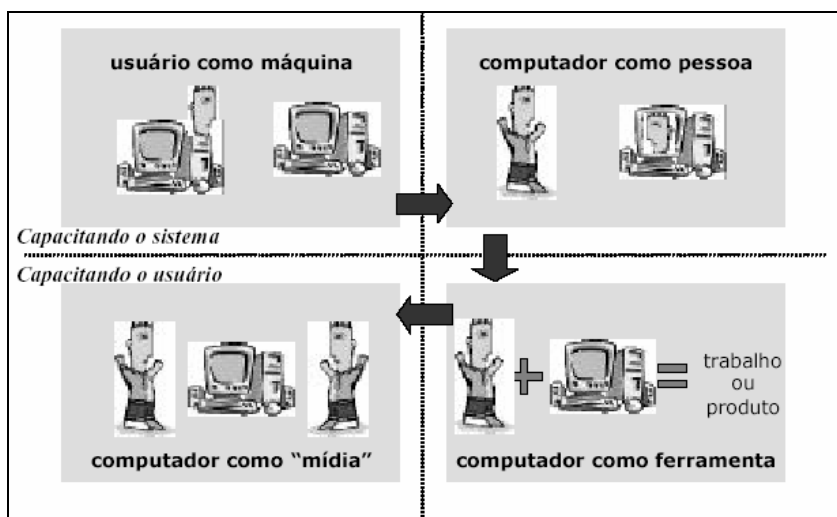 usuário como máquina
computador como pessoa
Capacitando o sistema
Capacitando o usuário
trabalho
ou
produto
computador como “mídia”
computador como ferramenta